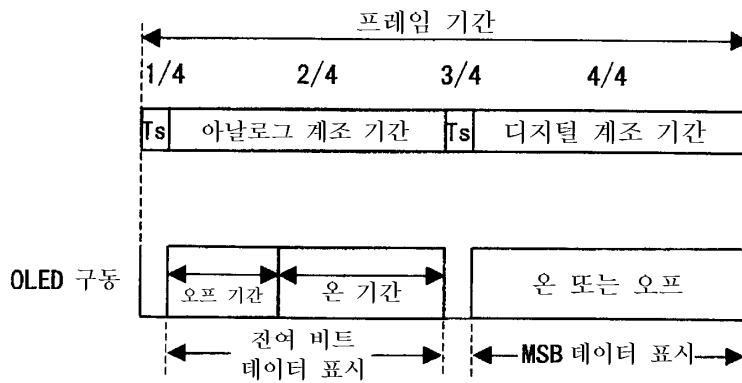 프레임 기간
1/4 2/4 3/4 4/4
Ts 아날로그 계조 기간 Ts 디지털 계조 기간
OLED 구동 오프 기간 온 기간 온 또는 오프
잔여 비트
데이터 표시
MSB 데이터 표시